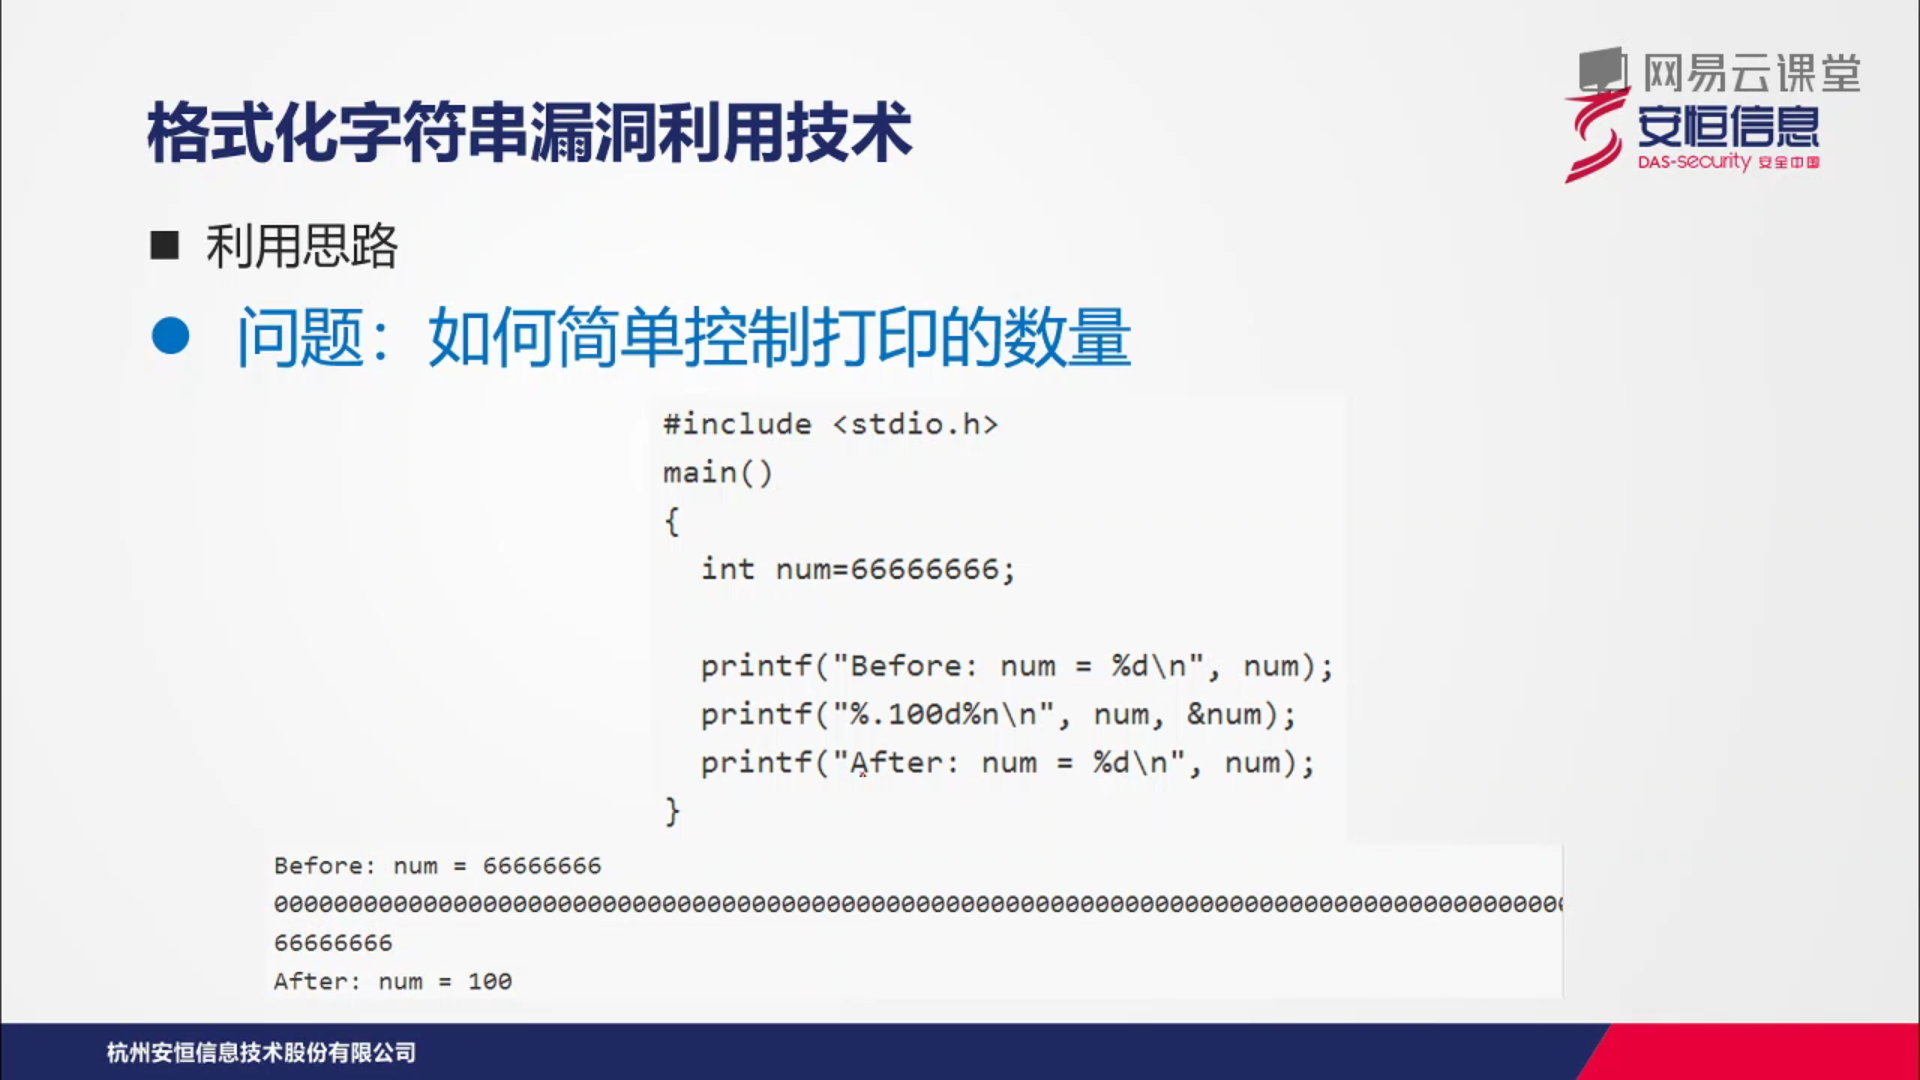 网易云课堂
安恒信息
DAS-security 安全中国
格式化字符串漏洞利用技术
利用思路
问题：如何简单控制打印的数量
#include <stdio.h>
main()
{
  int num=66666666;
  printf("Before: num = %d\n", num);
  printf("%.100d%n\n", num, &num);
  printf("After: num = %d\n", num);
}
Before: num = 66666666
00000000000000000000000000000000000000000000000000000000000000000000000000000000000000
66666666
After: num = 100
杭州安恒信息技术股份有限公司